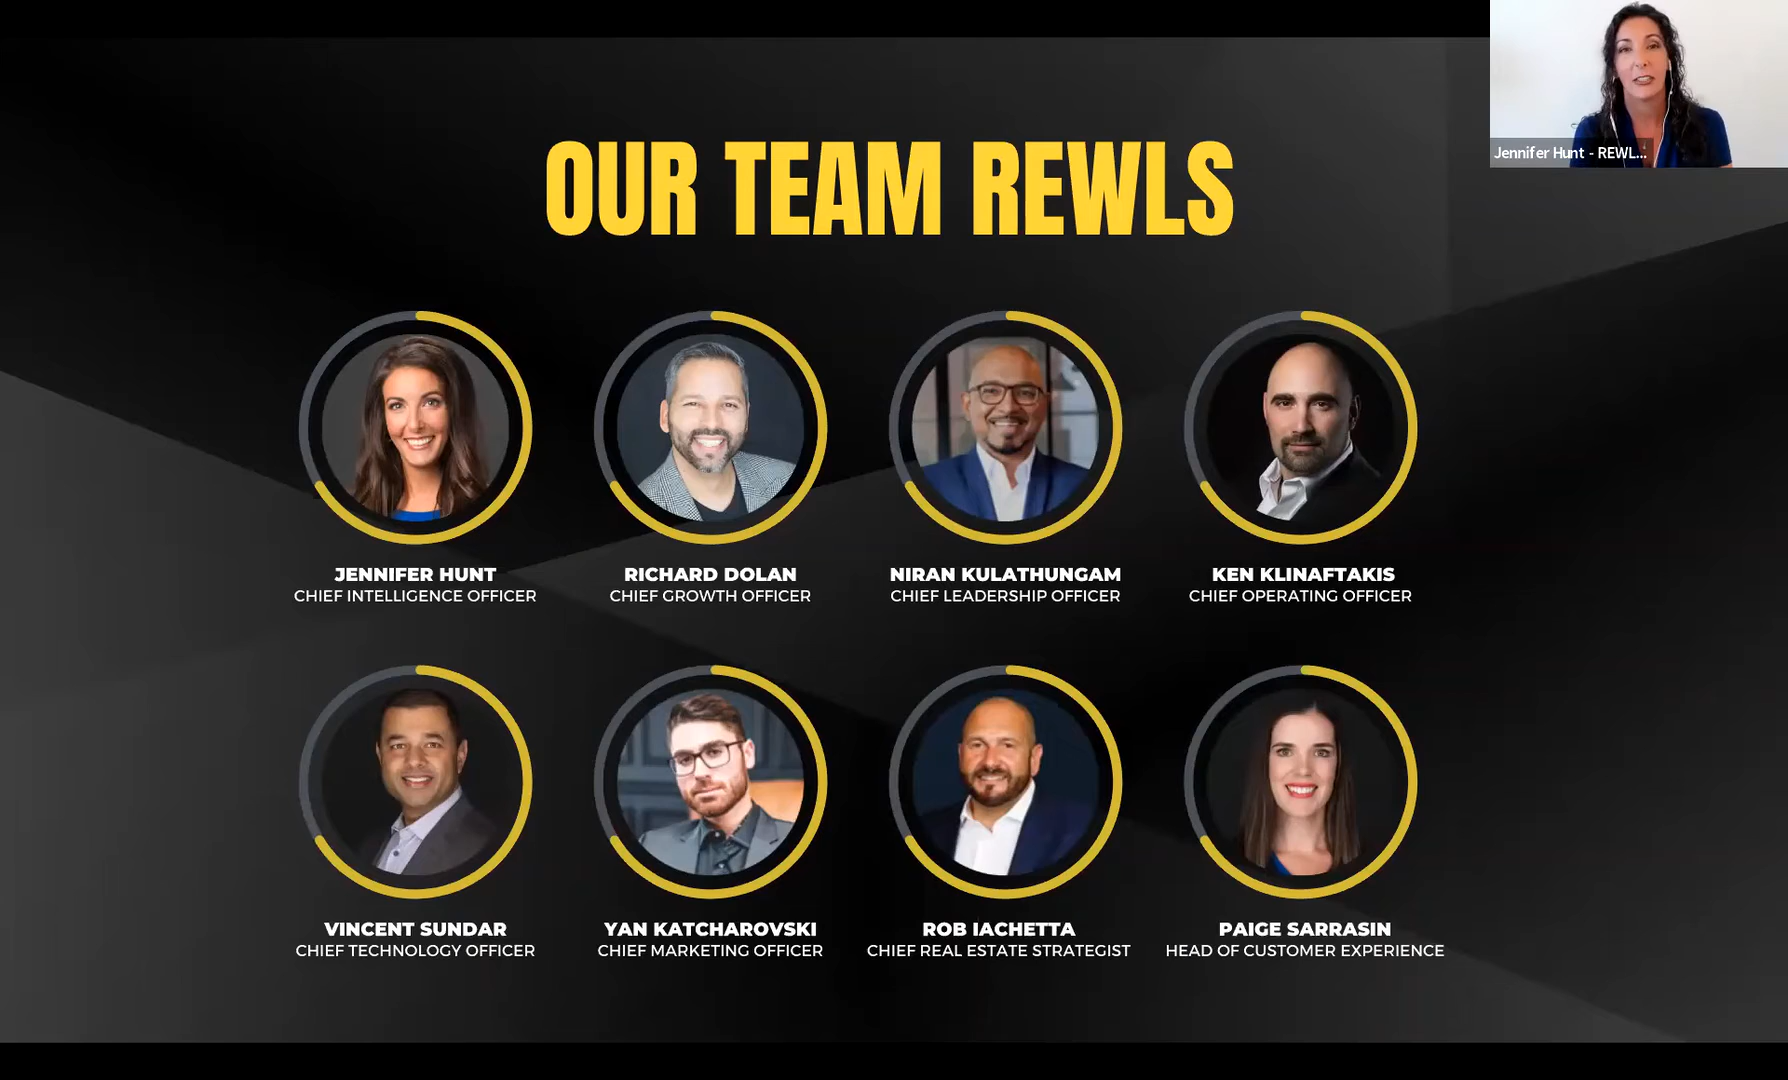 Jennifer Hunt - REWL...
OUR TEAM REWLS
JENNIFER HUNT
CHIEF INTELLIGENCE OFFICER
RICHARD DOLAN
CHIEF GROWTH OFFICER
NIRAN KULATHUNGAM
CHIEF LEADERSHIP OFFICER
KEN KLINAFTAKIS
CHIEF OPERATING OFFICER
VINCENT SUNDAR
CHIEF TECHNOLOGY OFFICER
YAN KATCHAROVSKI
CHIEF MARKETING OFFICER
ROB IACHETTA
CHIEF REAL ESTATE STRATEGIST
PAIGE SARRASIN
HEAD OF CUSTOMER EXPERIENCE